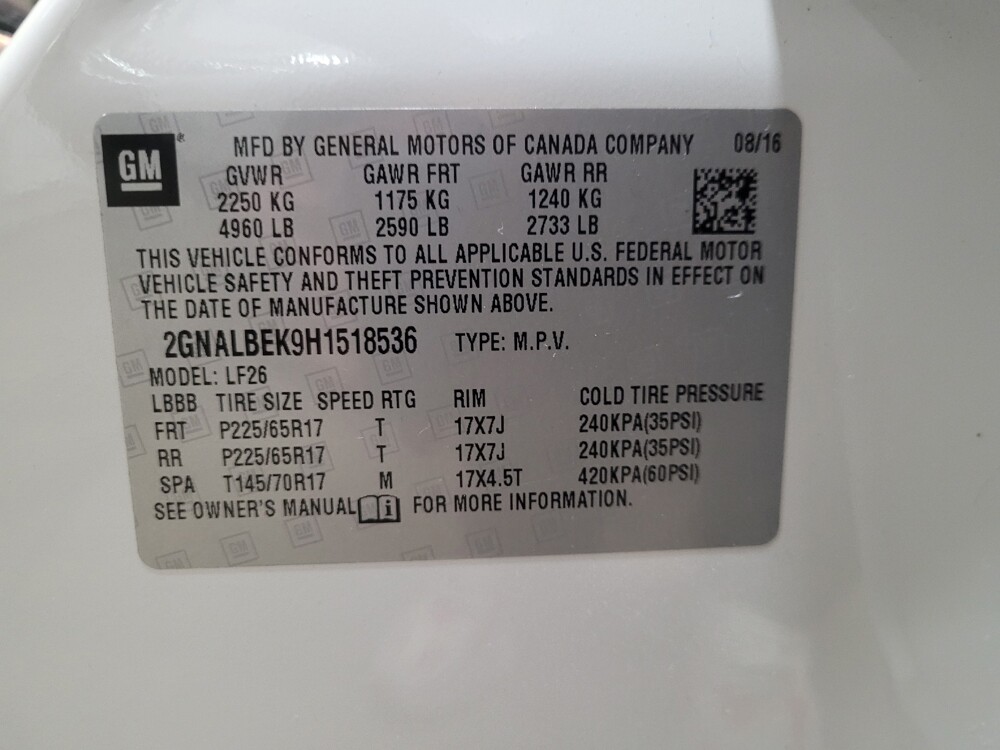 GM
MFD BY GENERAL MOTORS OF CANADA COMPANY 08/16
GVWR GAWR FRT GAWR RR
2250 KG 1175 KG 1240 KG
4960 LB 2590 LB 2733 LB
THIS VEHICLE CONFORMS TO ALL APPLICABLE U.S. FEDERAL MOTOR
VEHICLE SAFETY AND THEFT PREVENTION STANDARDS IN EFFECT ON
THE DATE OF MANUFACTURE SHOWN ABOVE.
2GNALBEK9H1518536 TYPE: M.P.V.
MODEL: LF26
LBBB TIRE SIZE SPEED RTG RIM COLD TIRE PRESSURE
FRT P225/65R17 T 17X7J 240KPA(35PSI)
RR P225/65R17 T 17X7J 240KPA(35PSI)
SPA T145/70R17 M 17X4.5T 420KPA(60PSI)
SEE OWNER'S MANUAL FOR MORE INFORMATION.